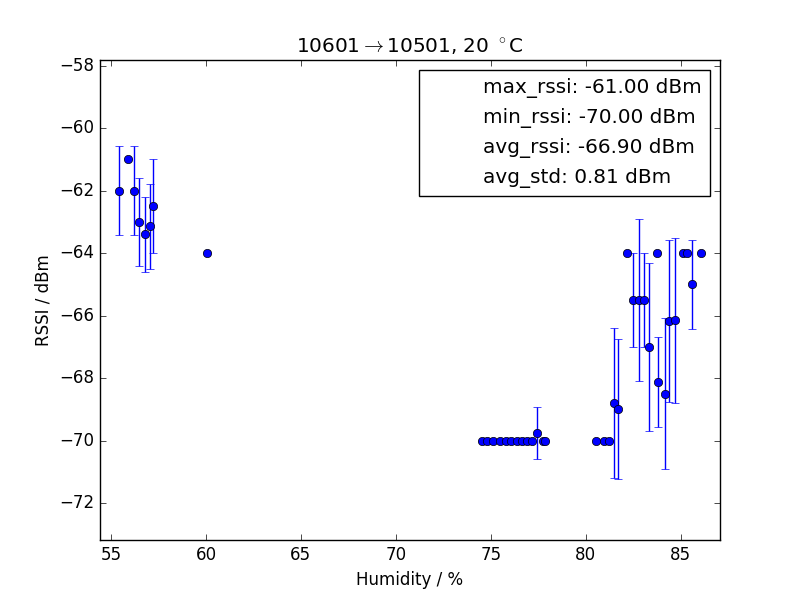 10601→10501, 20 °C
max_rssi: -61.00 dBm
min_rssi: -70.00 dBm
avg_rssi: -66.90 dBm
avg_std: 0.81 dBm
RSSI / dBm
−58
−60
−62
−64
−66
−68
−70
−72
55 60 65 70 75 80 85
Humidity / %